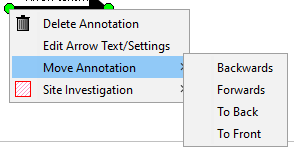 Delete Annotation
Edit Arrow Text/Settings
Move Annotation
Site Investigation
Backwards
Forwards
To Back
To Front